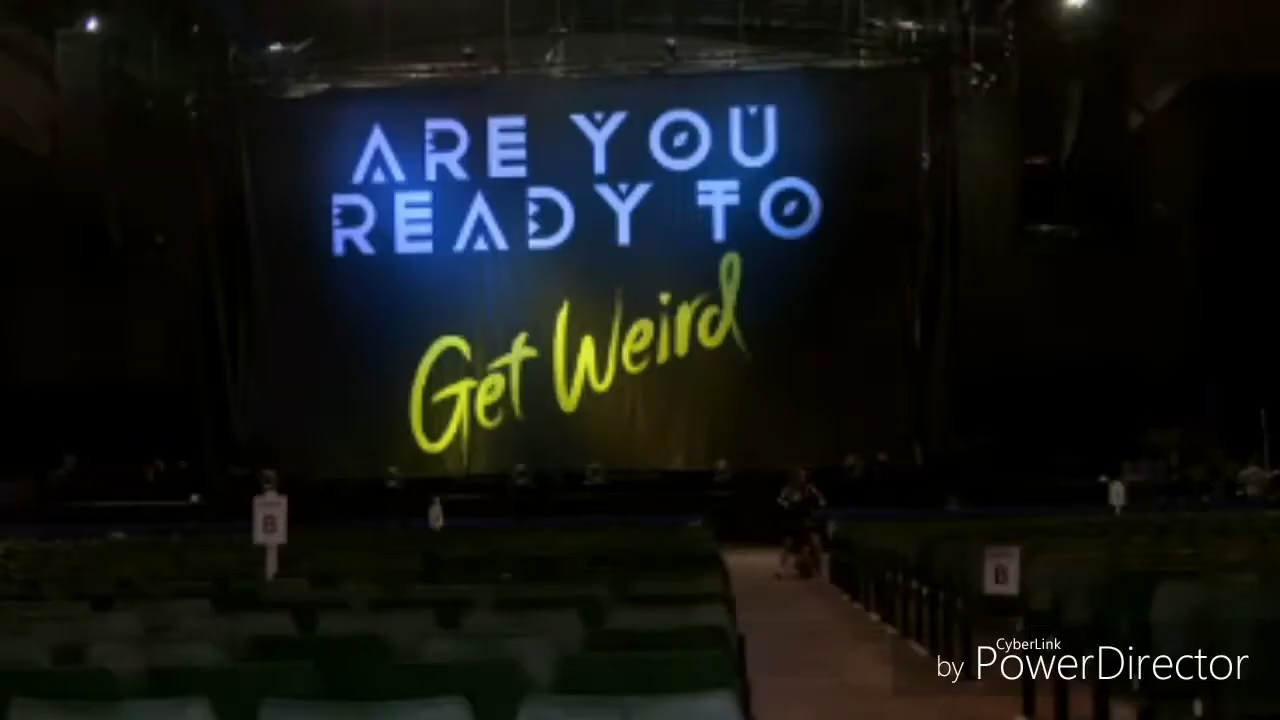 ARE YOU
READY TO
Get Weird
B
B
CyberLink
by PowerDirector